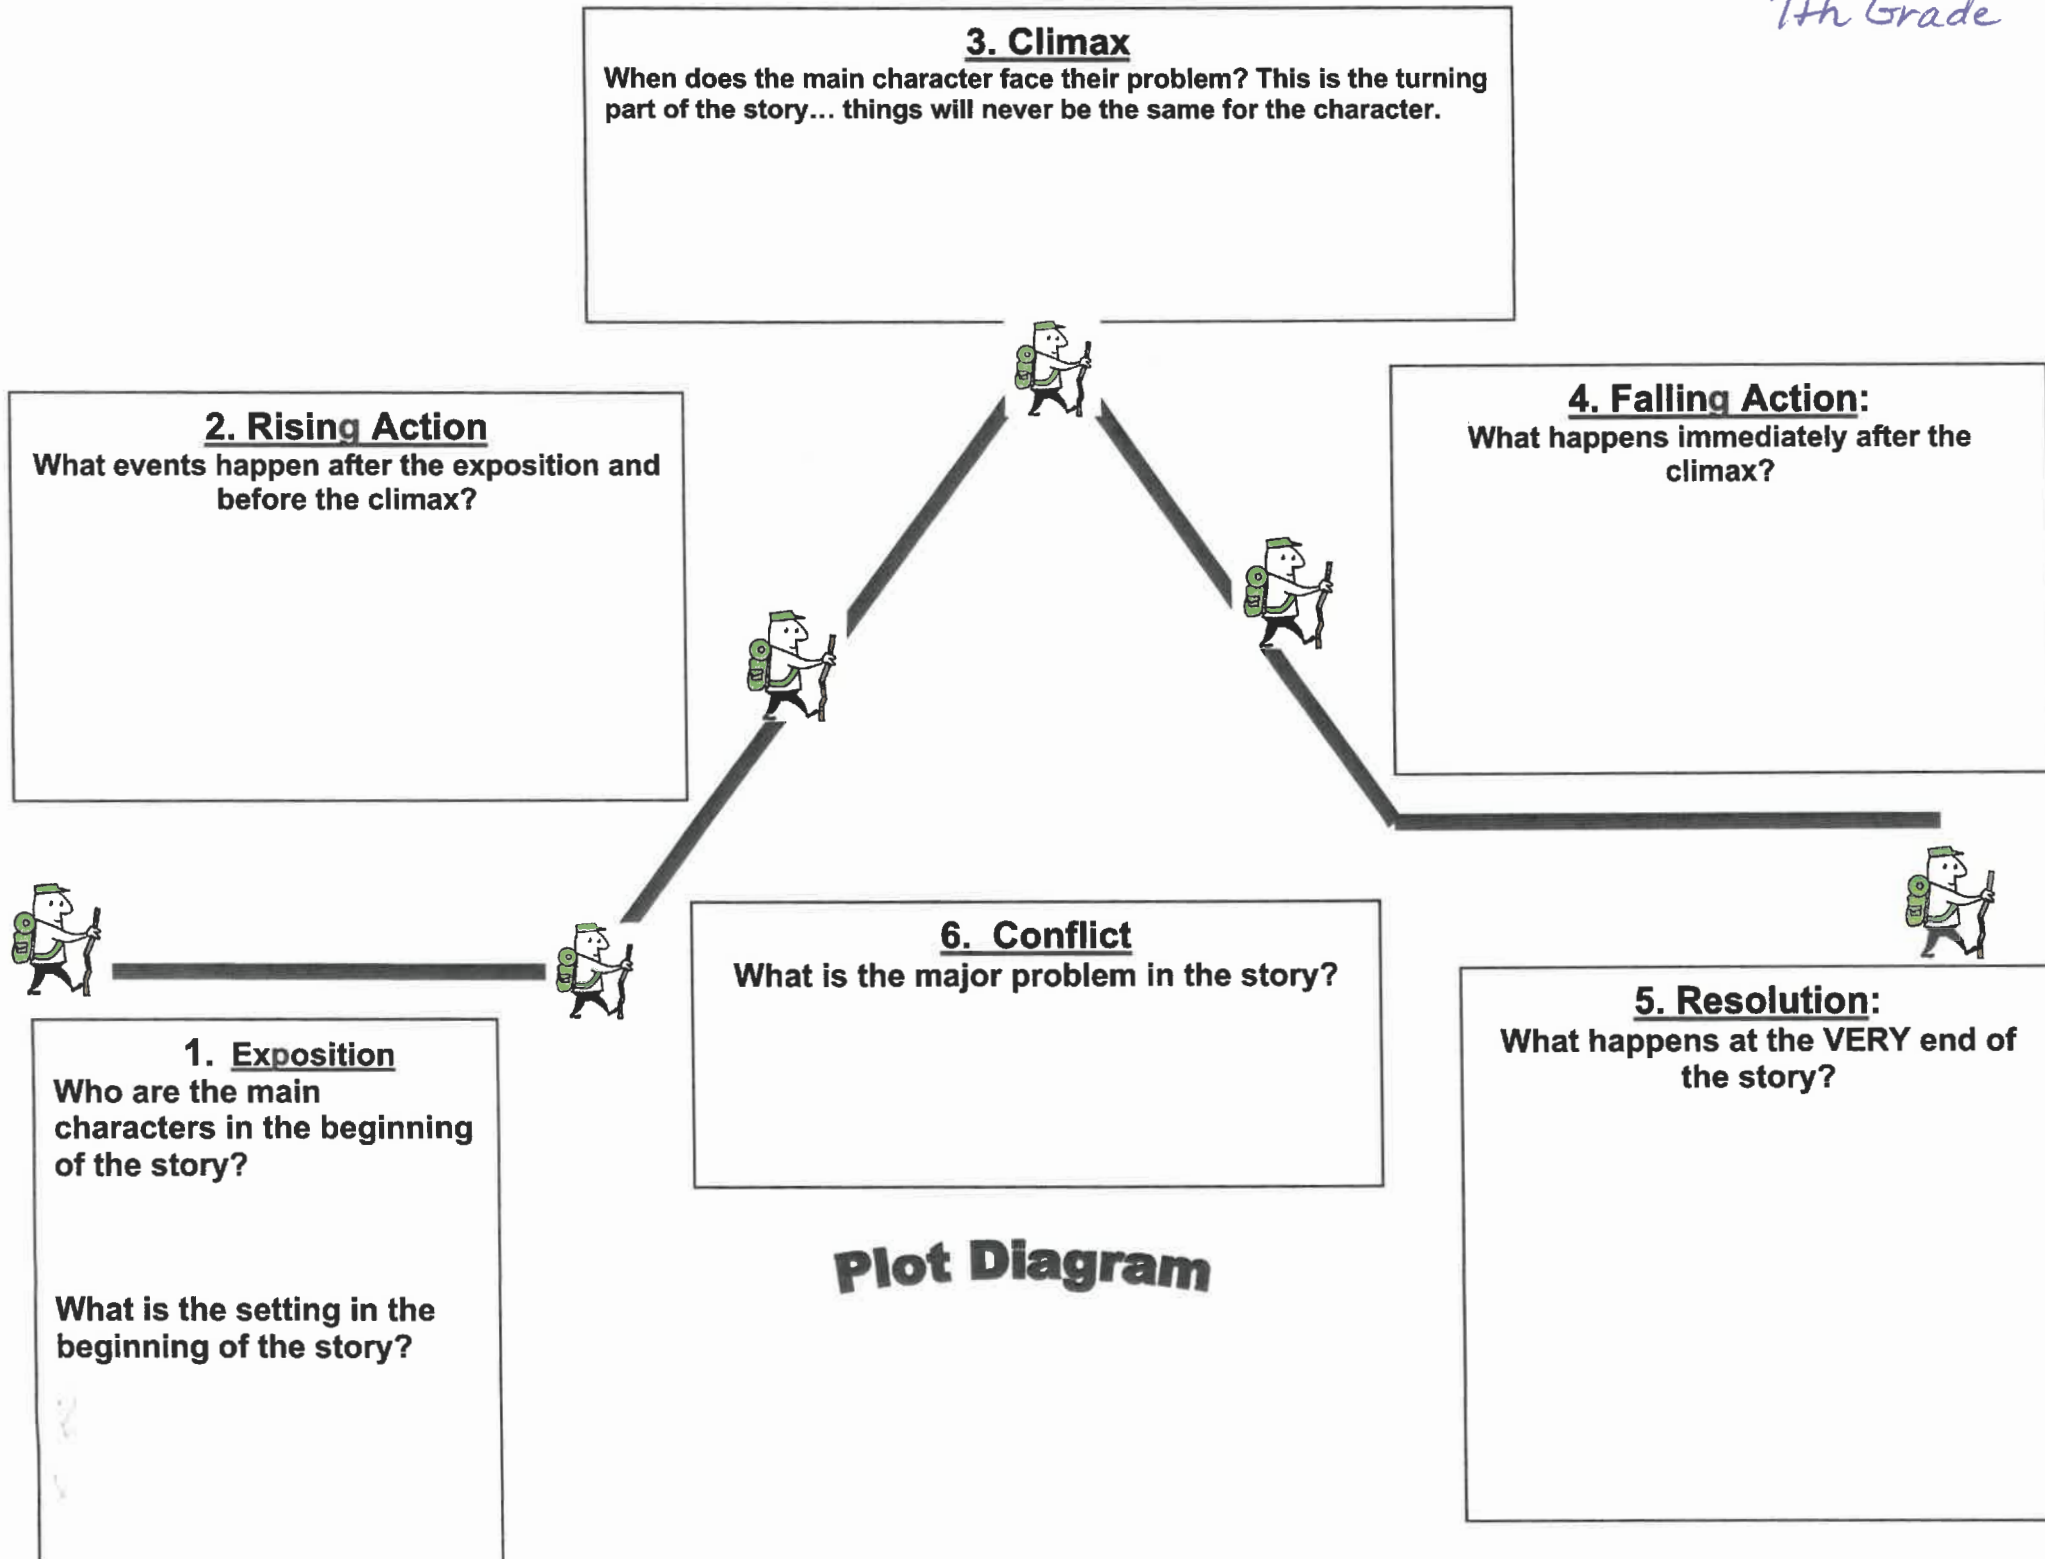 7th Grade
3. Climax
When does the main character face their problem? This is the turning
part of the story... things will never be the same for the character.
2. Rising Action
What events happen after the exposition and
before the climax?
4. Falling Action:
What happens immediately after the
climax?
6. Conflict
What is the major problem in the story?
5. Resolution:
What happens at the VERY end of
the story?
1. Exposition
Who are the main
characters in the beginning
of the story?
What is the setting in the
beginning of the story?
Plot Diagram